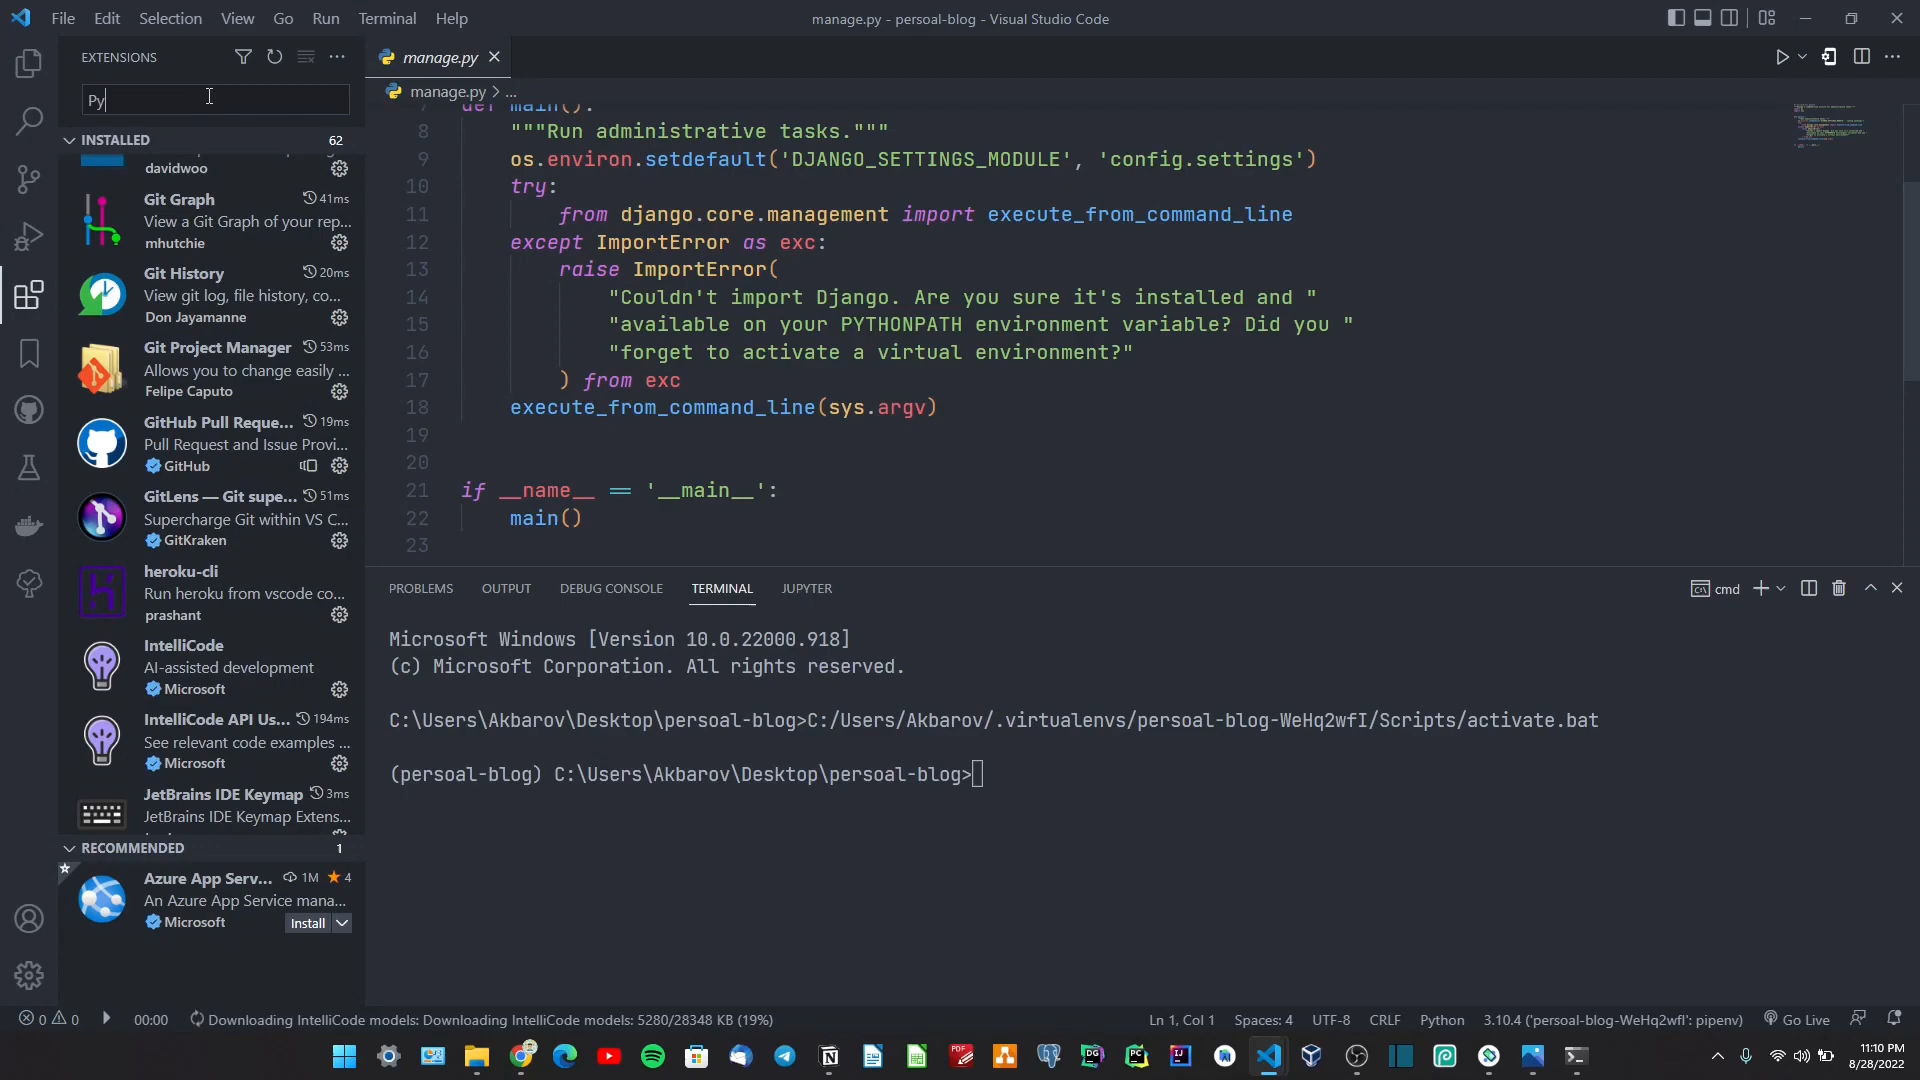 File Edit Selection View Go Run Terminal Help
manage.py - persoal-blog - Visual Studio Code
EXTENSIONS
Py
INSTALLED 62
davidwoo
Git Graph 41ms
View a Git Graph of your rep...
mhutchie
Git History 20ms
View git log, file history, co...
Don Jayamanne
Git Project Manager 53ms
Allows you to change easily ...
Felipe Caputo
GitHub Pull Reque... 19ms
Pull Request and Issue Provi...
GitHub
GitLens — Git supe... 51ms
Supercharge Git within VS C...
GitKraken
heroku-cli
Run heroku from vscode co...
prashant
IntelliCode
AI-assisted development
Microsoft
IntelliCode API Us... 194ms
See relevant code examples ...
Microsoft
JetBrains IDE Keymap 3ms
JetBrains IDE Keymap Extens...
RECOMMENDED 1
Azure App Serv... 1M 4
An Azure App Service mana...
Microsoft Install
manage.py
manage.py > ...
7 def main():
8 """Run administrative tasks."""
9 os.environ.setdefault('DJANGO_SETTINGS_MODULE', 'config.settings')
10 try:
11 from django.core.management import execute_from_command_line
12 except ImportError as exc:
13 raise ImportError(
14 "Couldn't import Django. Are you sure it's installed and "
15 "available on your PYTHONPATH environment variable? Did you "
16 "forget to activate a virtual environment?"
17 ) from exc
18 execute_from_command_line(sys.argv)
19
20
21 if __name__ == '__main__':
22 main()
23
PROBLEMS OUTPUT DEBUG CONSOLE TERMINAL JUPYTER
cmd
Microsoft Windows [Version 10.0.22000.918]
(c) Microsoft Corporation. All rights reserved.
C:\Users\Akbarov\Desktop\persoal-blog>C:/Users/Akbarov/.virtualenvs/persoal-blog-WeHq2wfI/Scripts/activate.bat
(persoal-blog) C:\Users\Akbarov\Desktop\persoal-blog>
0 0 00:00 Downloading IntelliCode models: Downloading IntelliCode models: 5280/28348 KB (19%)
Ln 1, Col 1 Spaces: 4 UTF-8 CRLF Python 3.10.4 ('persoal-blog-WeHq2wfI': pipenv) Go Live
PDF DG PC IJ
11:10 PM
8/28/2022